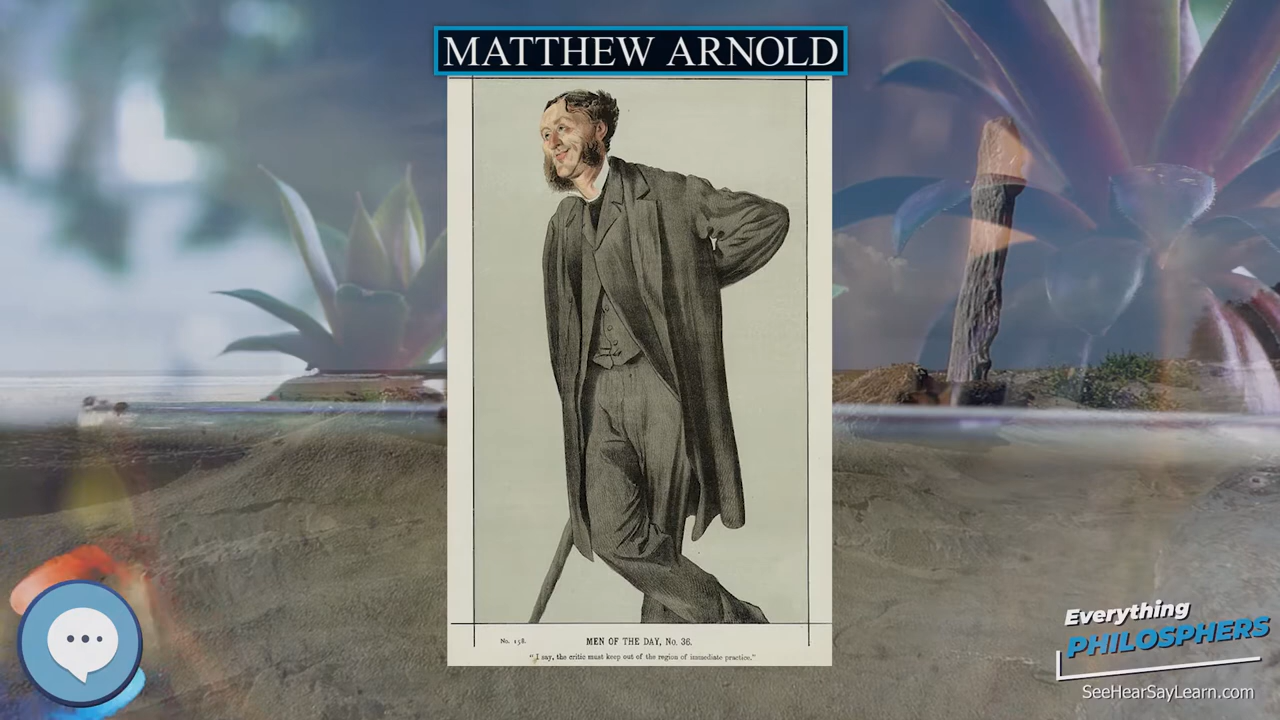 MATTHEW ARNOLD
No. 158.
MEN OF THE DAY, No. 36.
"I say, the critic must keep out of the region of immediate practice."
Everything
PHILOSPHERS
SeeHearSayLearn.com